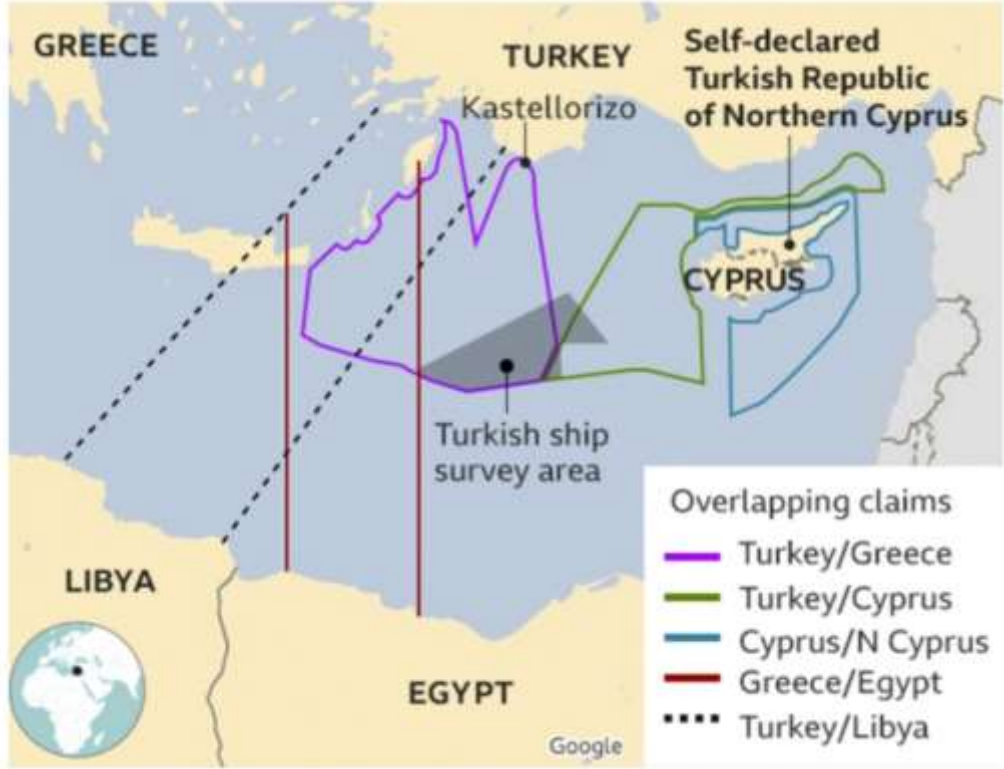 GREECE
TURKEY
Self-declared
Turkish Republic
of Northern Cyprus
Kastellorizo
CYPRUS
Turkish ship
survey area
LIBYA
EGYPT
Google
Overlapping claims
Turkey/Greece
Turkey/Cyprus
Cyprus/N Cyprus
Greece/Egypt
Turkey/Libya